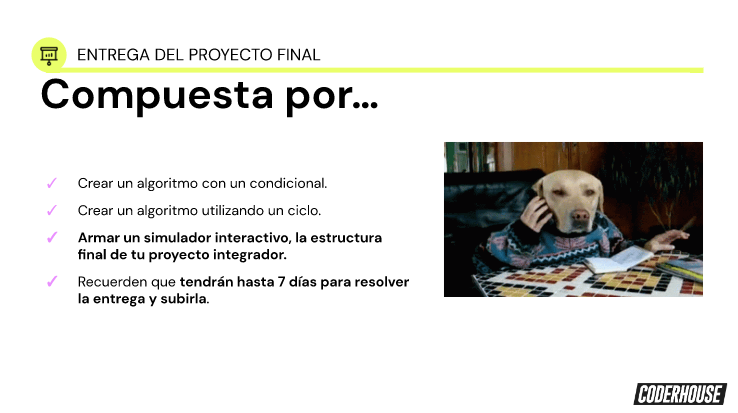 ENTREGA DEL PROYECTO FINAL
Compuesta por...
✓ Crear un algoritmo con un condicional.
✓ Crear un algoritmo utilizando un ciclo.
✓ Armar un simulador interactivo, la estructura
final de tu proyecto integrador.
✓ Recuerden que tendrán hasta 7 días para resolver
la entrega y subirla.
CODERHOUSE